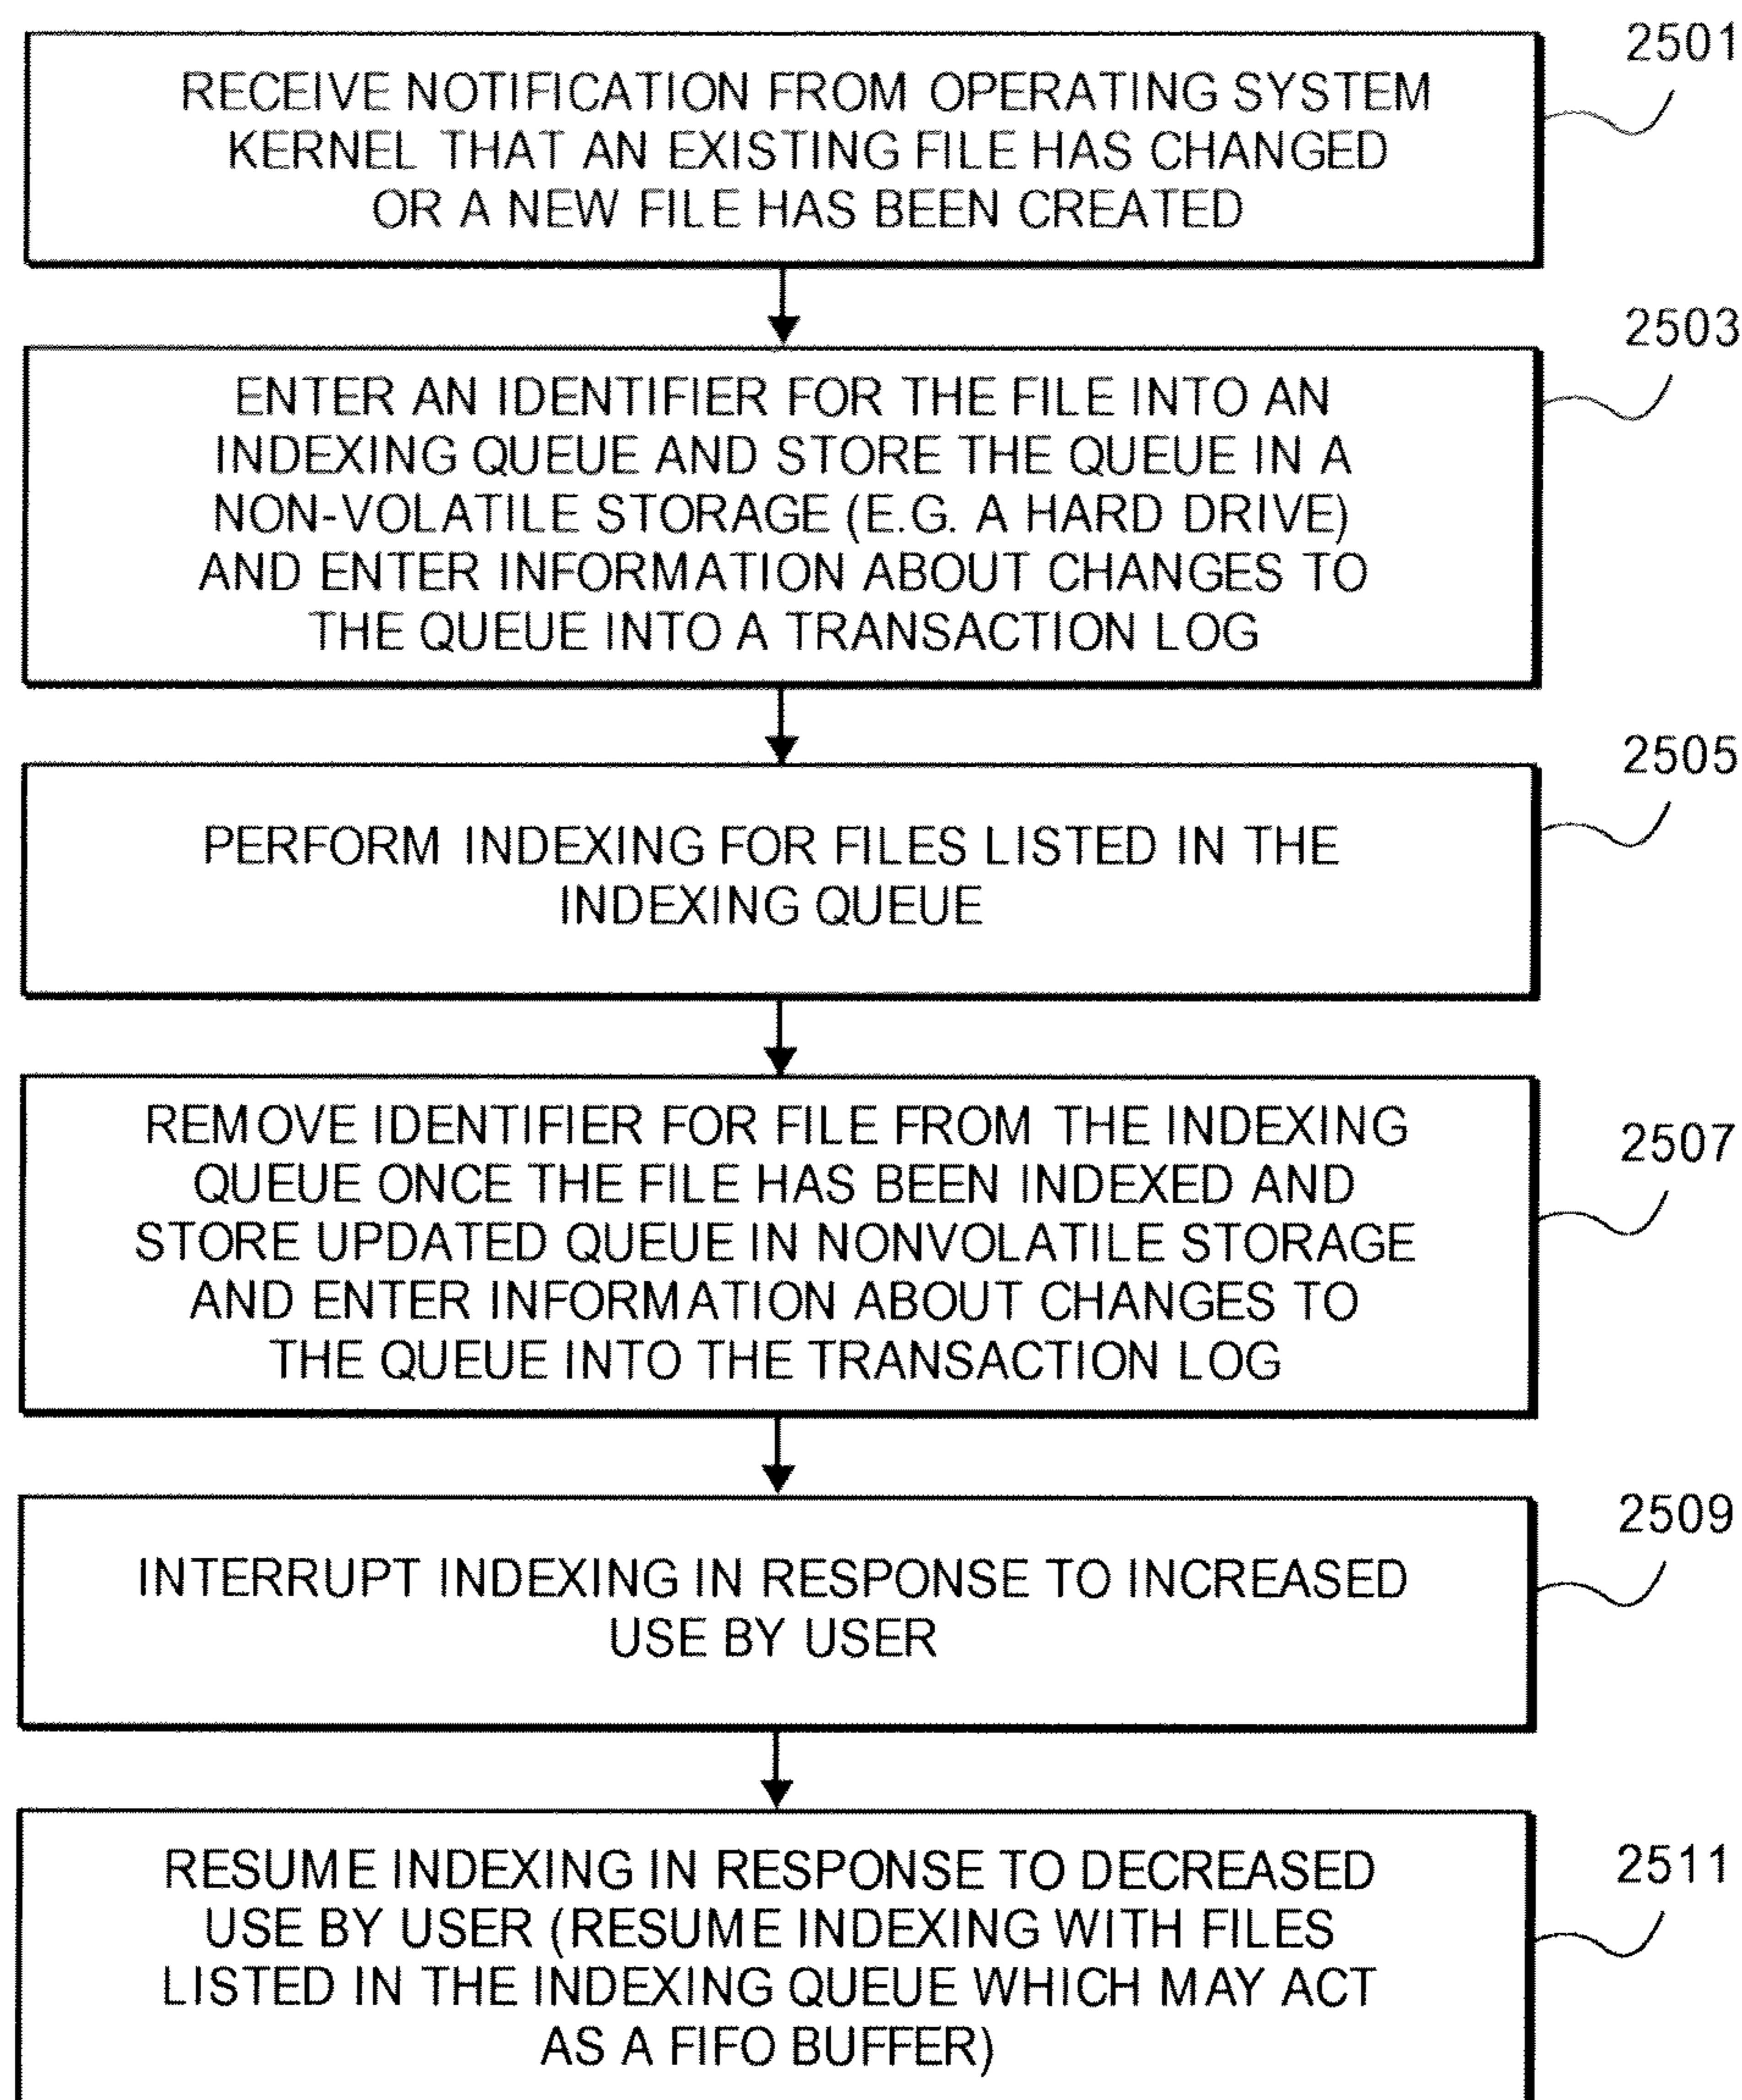 2501
RECEIVE NOTIFICATION FROM OPERATING SYSTEM
KERNEL THAT AN EXISTING FILE HAS CHANGED
OR A NEW FILE HAS BEEN CREATED
2503
ENTER AN IDENTIFIER FOR THE FILE INTO AN
INDEXING QUEUE AND STORE THE QUEUE IN A
NON-VOLATILE STORAGE (E.G. A HARD DRIVE)
AND ENTER INFORMATION ABOUT CHANGES TO
THE QUEUE INTO A TRANSACTION LOG
2505
PERFORM INDEXING FOR FILES LISTED IN THE
INDEXING QUEUE
2507
REMOVE IDENTIFIER FOR FILE FROM THE INDEXING
QUEUE ONCE THE FILE HAS BEEN INDEXED AND
STORE UPDATED QUEUE IN NONVOLATILE STORAGE
AND ENTER INFORMATION ABOUT CHANGES TO
THE QUEUE INTO THE TRANSACTION LOG
2509
INTERRUPT INDEXING IN RESPONSE TO INCREASED
USE BY USER
2511
RESUME INDEXING IN RESPONSE TO DECREASED
USE BY USER (RESUME INDEXING WITH FILES
LISTED IN THE INDEXING QUEUE WHICH MAY ACT
AS A FIFO BUFFER)